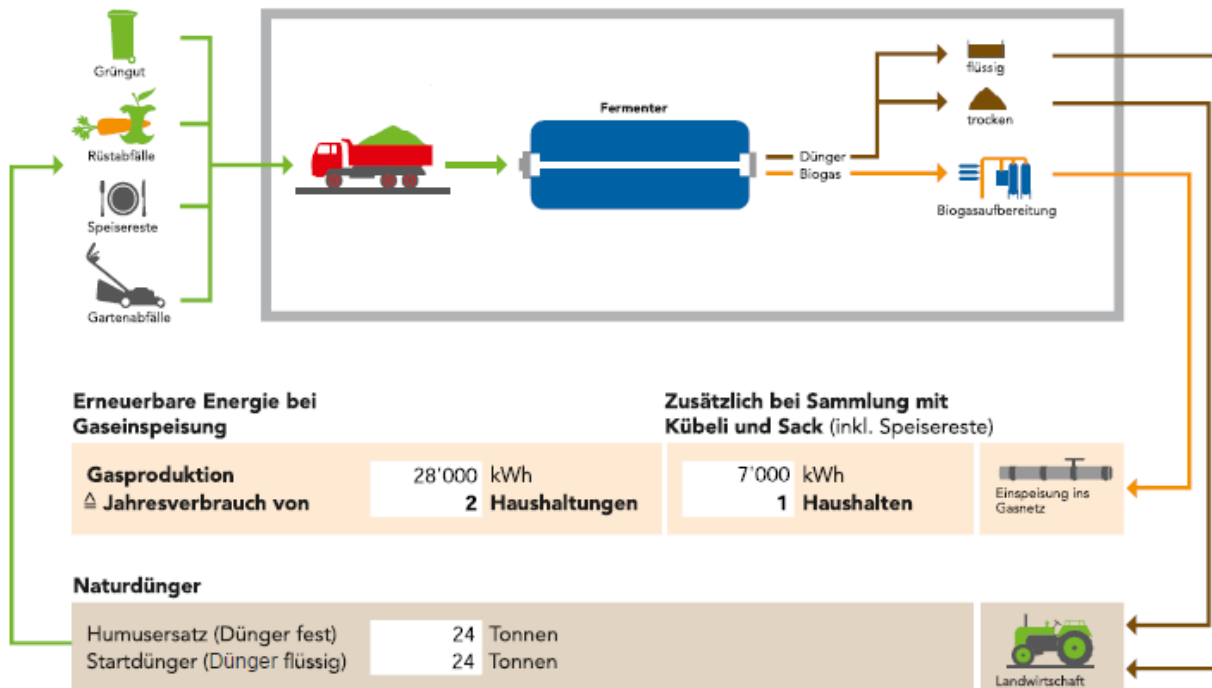 Grüngut
Rüstabfälle
Speisereste
Gartenabfälle
Fermenter
Dünger
Biogas
flüssig
trocken
Biogasaufbereitung
Erneuerbare Energie bei
Gaseinspeisung
Gasproduktion 28'000 kWh
≙ Jahresverbrauch von 2 Haushaltungen
Zusätzlich bei Sammlung mit
Kübeli und Sack (inkl. Speisereste)
7'000 kWh
1 Haushalten
Einspeisung ins
Gasnetz
Naturdünger
Humusersatz (Dünger fest) 24 Tonnen
Startdünger (Dünger flüssig) 24 Tonnen
Landwirtschaft